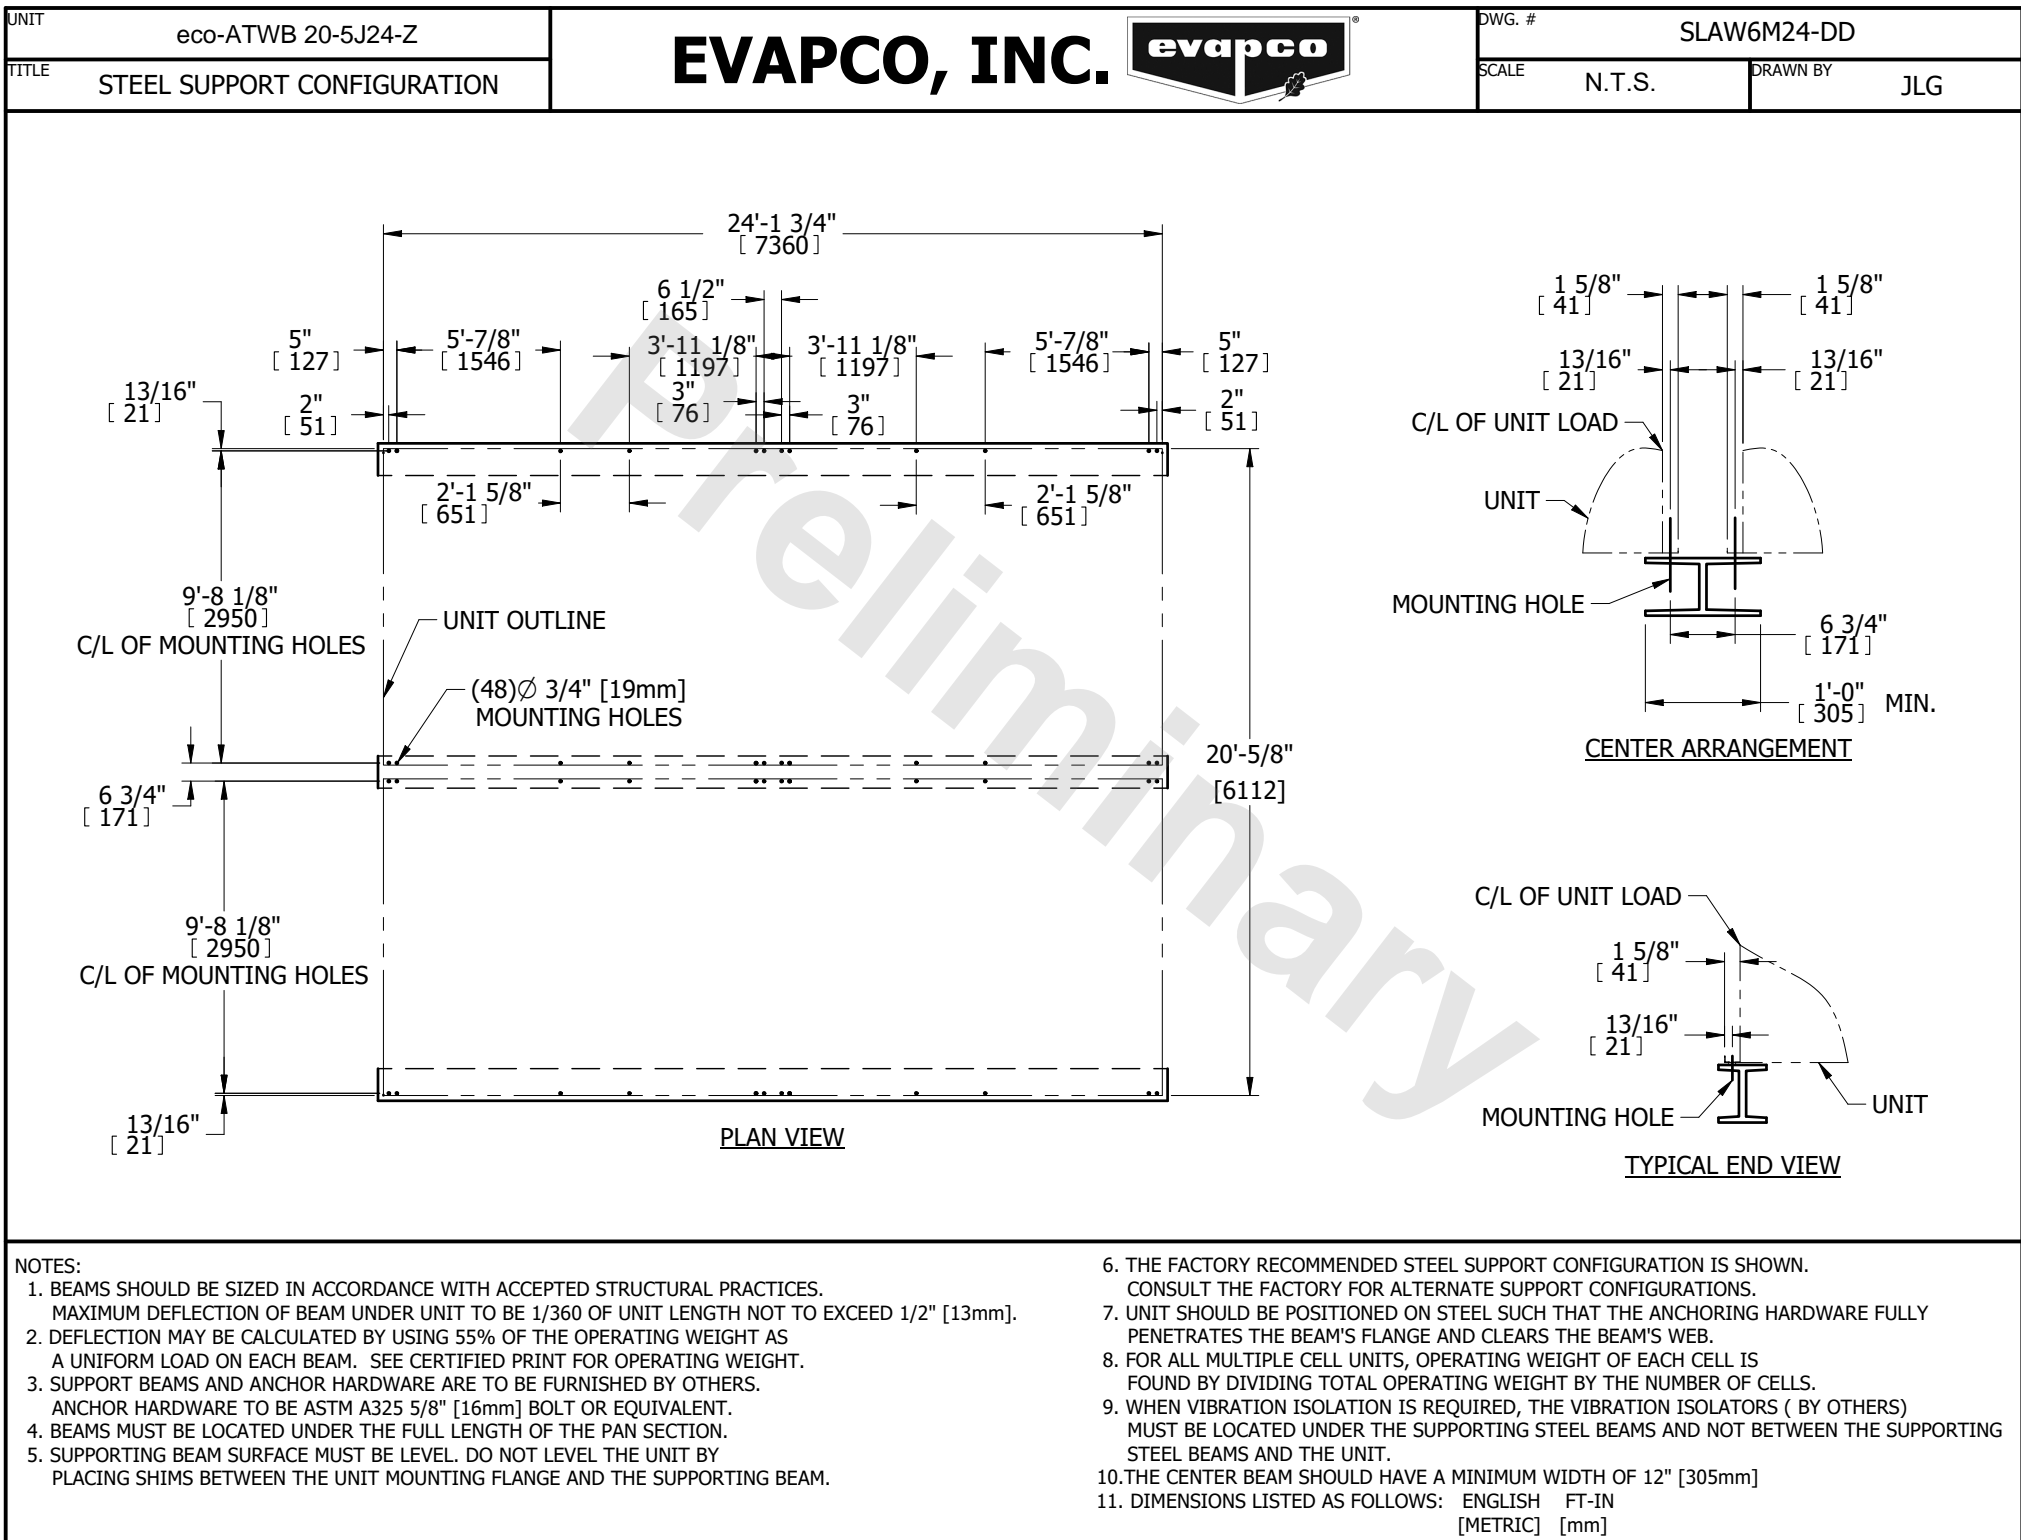 UNIT
eco-ATWB 20-5J24-Z
TITLE
STEEL SUPPORT CONFIGURATION
EVAPCO, INC.
evapco
®
DWG. #
SLAW6M24-DD
SCALE
N.T.S.
DRAWN BY
JLG
24'-1 3/4"
[ 7360 ]
6 1/2"
[ 165 ]
5"
[ 127 ]
5'-7/8"
[ 1546 ]
3'-11 1/8"
[ 1197 ]
3'-11 1/8"
[ 1197 ]
5'-7/8"
[ 1546 ]
5"
[ 127 ]
13/16"
[ 21 ]
2"
[ 51 ]
3"
[ 76 ]
3"
[ 76 ]
2"
[ 51 ]
2'-1 5/8"
[ 651 ]
2'-1 5/8"
[ 651 ]
9'-8 1/8"
[ 2950 ]
C/L OF MOUNTING HOLES
UNIT OUTLINE
(48)Ø 3/4" [19mm]
MOUNTING HOLES
6 3/4"
[ 171 ]
20'-5/8"
[6112]
9'-8 1/8"
[ 2950 ]
C/L OF MOUNTING HOLES
13/16"
[ 21 ]
PLAN VIEW
Preliminary
1 5/8"
[ 41 ]
1 5/8"
[ 41 ]
13/16"
[ 21 ]
13/16"
[ 21 ]
C/L OF UNIT LOAD
UNIT
MOUNTING HOLE
6 3/4"
[ 171 ]
1'-0"
[ 305 ]
MIN.
CENTER ARRANGEMENT
C/L OF UNIT LOAD
1 5/8"
[ 41 ]
13/16"
[ 21 ]
MOUNTING HOLE
UNIT
TYPICAL END VIEW
NOTES:
1. BEAMS SHOULD BE SIZED IN ACCORDANCE WITH ACCEPTED STRUCTURAL PRACTICES.
MAXIMUM DEFLECTION OF BEAM UNDER UNIT TO BE 1/360 OF UNIT LENGTH NOT TO EXCEED 1/2" [13mm].
2. DEFLECTION MAY BE CALCULATED BY USING 55% OF THE OPERATING WEIGHT AS
A UNIFORM LOAD ON EACH BEAM. SEE CERTIFIED PRINT FOR OPERATING WEIGHT.
3. SUPPORT BEAMS AND ANCHOR HARDWARE ARE TO BE FURNISHED BY OTHERS.
ANCHOR HARDWARE TO BE ASTM A325 5/8" [16mm] BOLT OR EQUIVALENT.
4. BEAMS MUST BE LOCATED UNDER THE FULL LENGTH OF THE PAN SECTION.
5. SUPPORTING BEAM SURFACE MUST BE LEVEL. DO NOT LEVEL THE UNIT BY
PLACING SHIMS BETWEEN THE UNIT MOUNTING FLANGE AND THE SUPPORTING BEAM.
6. THE FACTORY RECOMMENDED STEEL SUPPORT CONFIGURATION IS SHOWN.
CONSULT THE FACTORY FOR ALTERNATE SUPPORT CONFIGURATIONS.
7. UNIT SHOULD BE POSITIONED ON STEEL SUCH THAT THE ANCHORING HARDWARE FULLY
PENETRATES THE BEAM'S FLANGE AND CLEARS THE BEAM'S WEB.
8. FOR ALL MULTIPLE CELL UNITS, OPERATING WEIGHT OF EACH CELL IS
FOUND BY DIVIDING TOTAL OPERATING WEIGHT BY THE NUMBER OF CELLS.
9. WHEN VIBRATION ISOLATION IS REQUIRED, THE VIBRATION ISOLATORS ( BY OTHERS)
MUST BE LOCATED UNDER THE SUPPORTING STEEL BEAMS AND NOT BETWEEN THE SUPPORTING
STEEL BEAMS AND THE UNIT.
10.THE CENTER BEAM SHOULD HAVE A MINIMUM WIDTH OF 12" [305mm]
11. DIMENSIONS LISTED AS FOLLOWS: ENGLISH FT-IN
[METRIC] [mm]